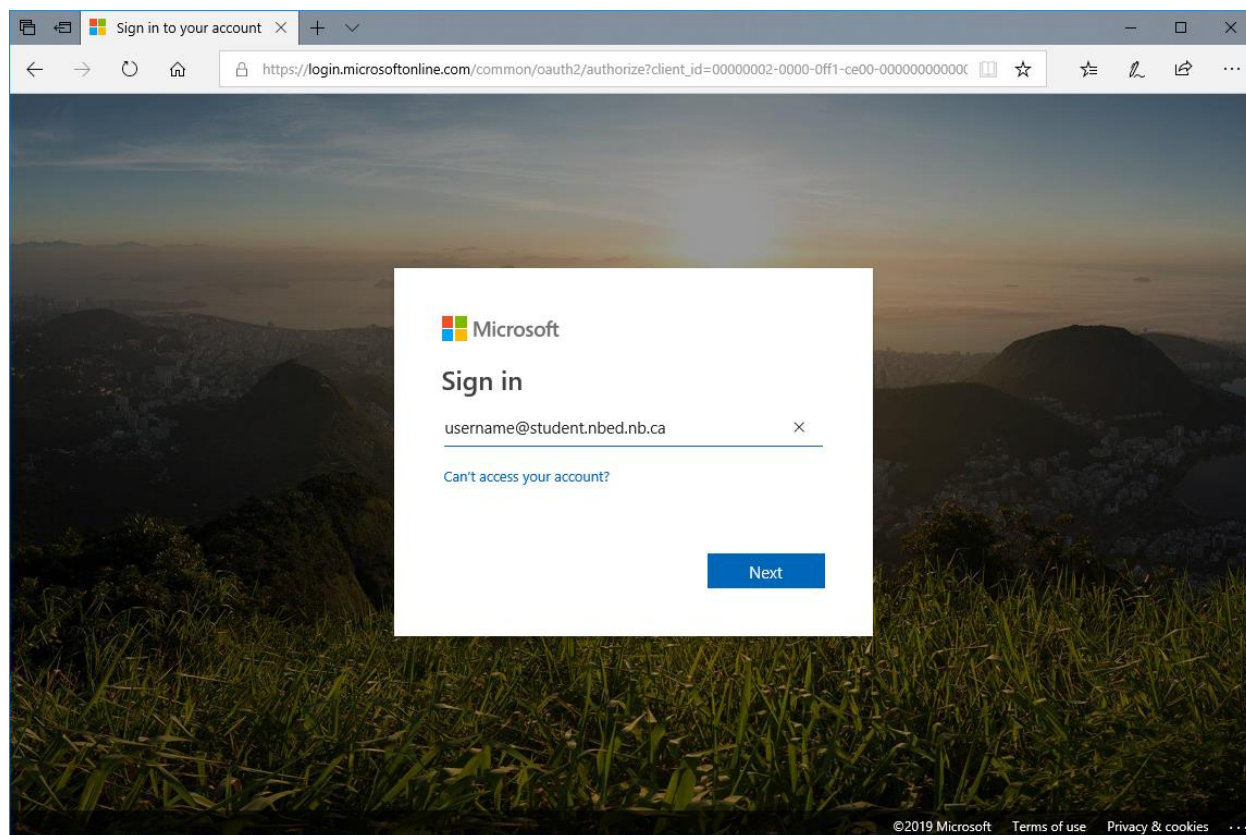 Sign in to your account
https://login.microsoftonline.com/common/oauth2/authorize?client_id=00000002-0000-0ff1-ce00-00000000000
Microsoft
Sign in
username@student.nbed.nb.ca
Can't access your account?
Next
©2019 Microsoft Terms of use Privacy & cookies ...